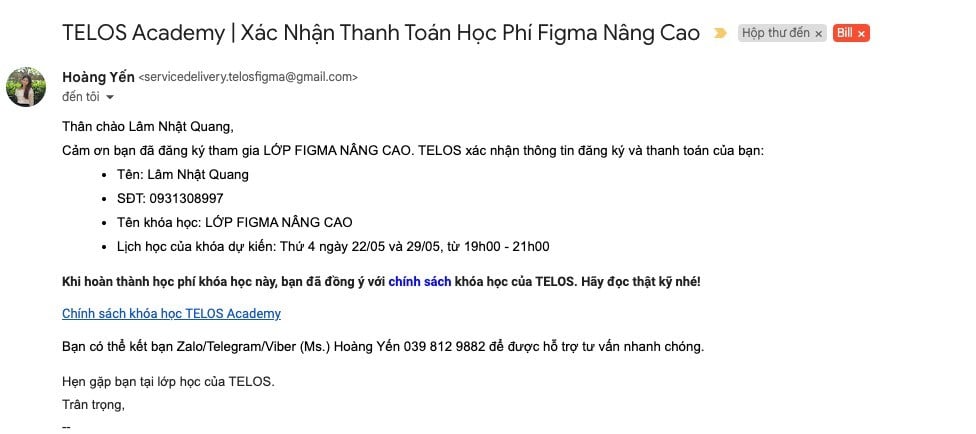 TELOS Academy | Xác Nhận Thanh Toán Học Phí Figma Nâng Cao Hộp thư đến x Bill x
Hoàng Yến <servicedelivery.telosfigma@gmail.com>
đến tôi
Thân chào Lâm Nhật Quang,
Cảm ơn bạn đã đăng ký tham gia LỚP FIGMA NÂNG CAO. TELOS xác nhận thông tin đăng ký và thanh toán của bạn:
• Tên: Lâm Nhật Quang
• SĐT: 0931308997
• Tên khóa học: LỚP FIGMA NÂNG CAO
• Lịch học của khóa dự kiến: Thứ 4 ngày 22/05 và 29/05, từ 19h00 - 21h00
Khi hoàn thành học phí khóa học này, bạn đã đồng ý với chính sách khóa học của TELOS. Hãy đọc thật kỹ nhé!
Chính sách khóa học TELOS Academy
Bạn có thể kết bạn Zalo/Telegram/Viber (Ms.) Hoàng Yến 039 812 9882 để được hỗ trợ tư vấn nhanh chóng.
Hẹn gặp bạn tại lớp học của TELOS.
Trân trọng,
--